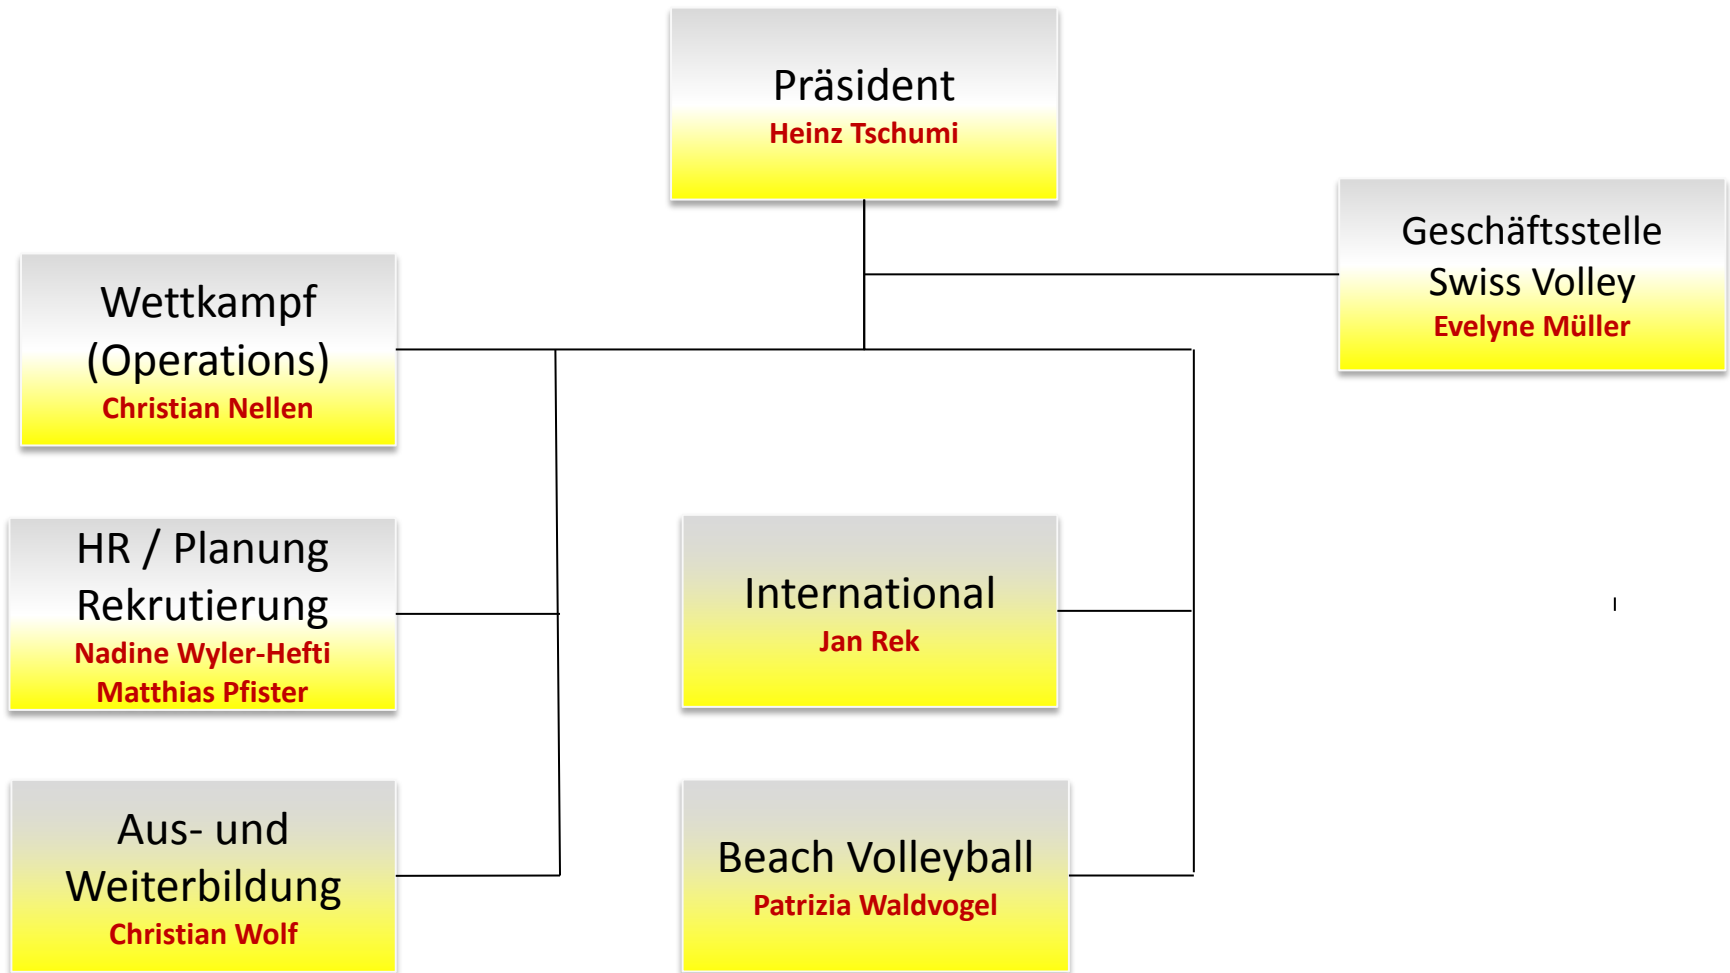 Präsident
Heinz Tschumi
Geschäftsstelle
Swiss Volley
Evelyne Müller
Wettkampf
(Operations)
Christian Nellen
HR / Planung
Rekrutierung
Nadine Wyler-Hefti
Matthias Pfister
International
Jan Rek
Aus- und
Weiterbildung
Christian Wolf
Beach Volleyball
Patrizia Waldvogel